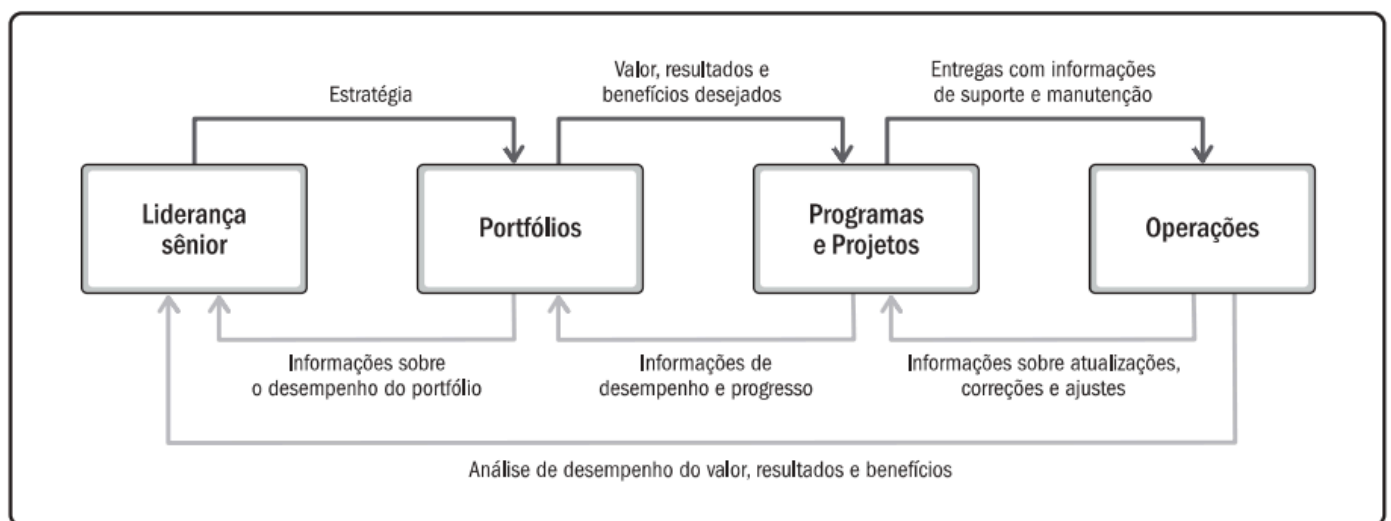 Estratégia
Valor, resultados e
benefícios desejados
Entregas com informações
de suporte e manutenção
Liderança
sênior
Portfólios
Programas
e Projetos
Operações
Informações sobre
o desempenho do portfólio
Informações de
desempenho e progresso
Informações sobre atualizações,
correções e ajustes
Análise de desempenho do valor, resultados e benefícios